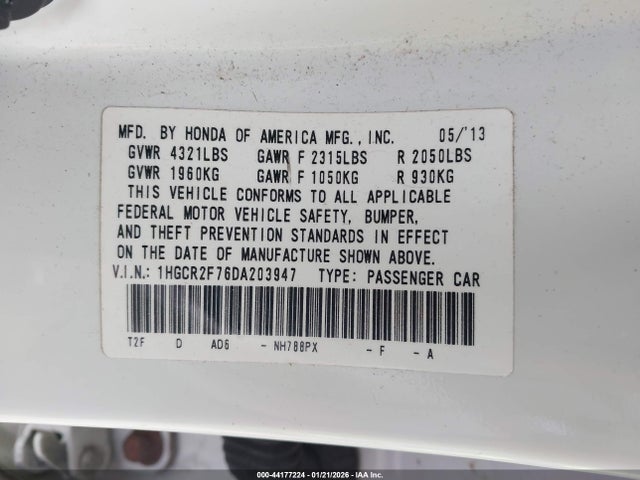 MFD. BY HONDA OF AMERICA MFG., INC. 05/'13
GVWR 4321LBS GAWR F 2315LBS R 2050LBS
GVWR 1960KG GAWR F 1050KG R 930KG
THIS VEHICLE CONFORMS TO ALL APPLICABLE
FEDERAL MOTOR VEHICLE SAFETY, BUMPER,
AND THEFT PREVENTION STANDARDS IN EFFECT
ON THE DATE OF MANUFACTURE SHOWN ABOVE.
V.I.N.: 1HGCR2F76DA203947 TYPE: PASSENGER CAR
T2F D AD6 - NH788PX - F - A
000-44177224 | 01/21/2026 - IAA Inc.